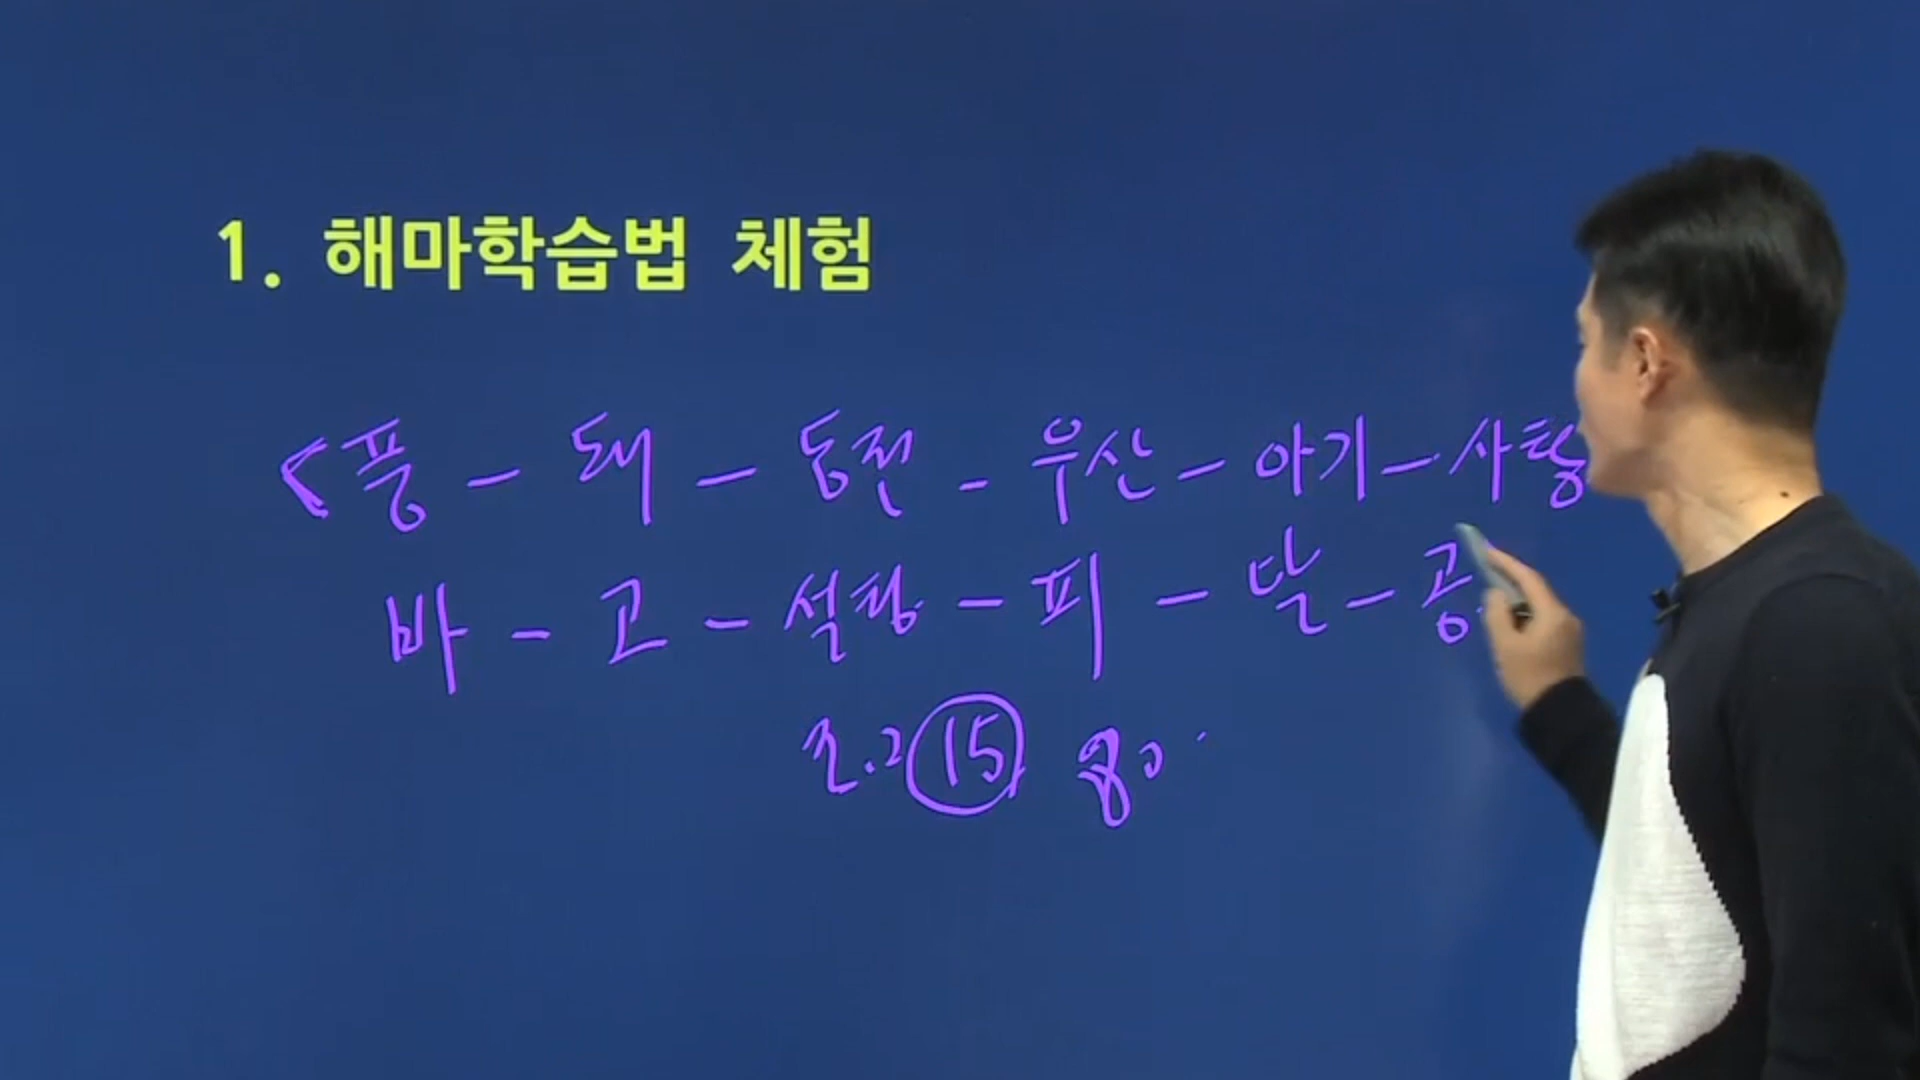 1. 해마학습법 체험
<풍 - 돼 - 동전 - 우산 - 아기 - 사탕
바 - 고 - 설탕 - 피 - 달 - 공
15 80